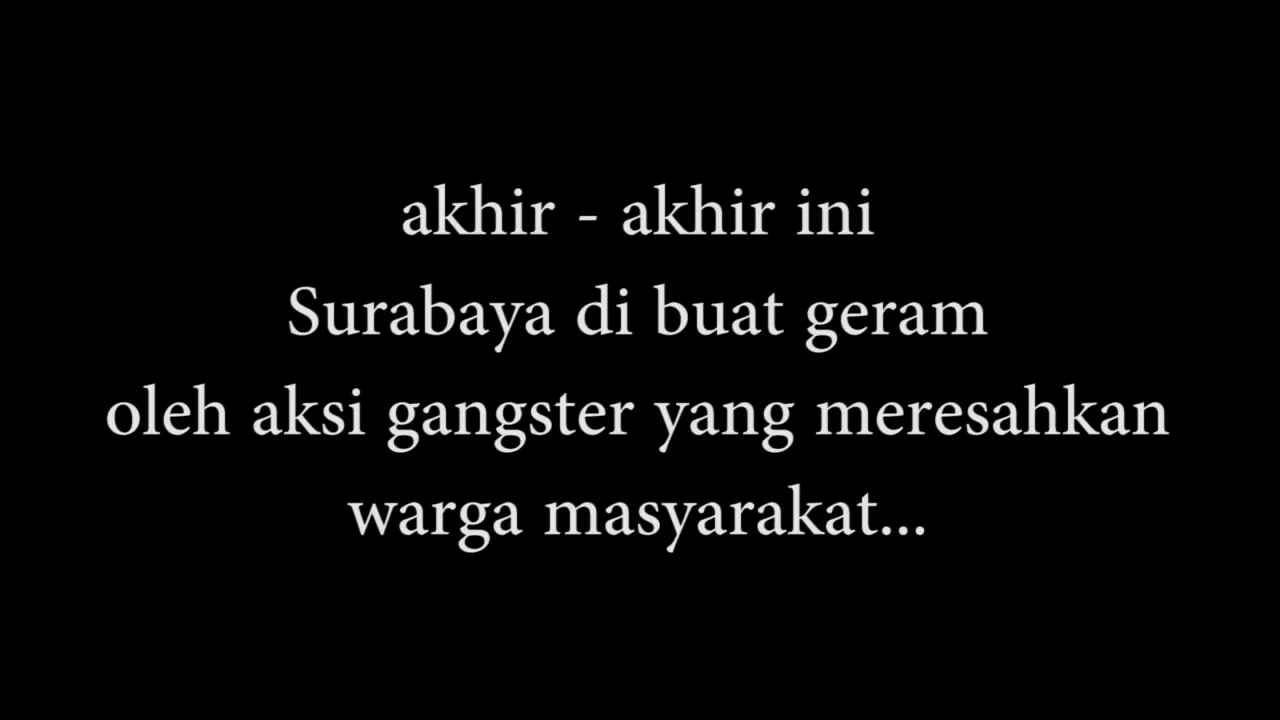 akhir - akhir ini
Surabaya di buat geram
oleh aksi gangster yang meresahkan
warga masyarakat...